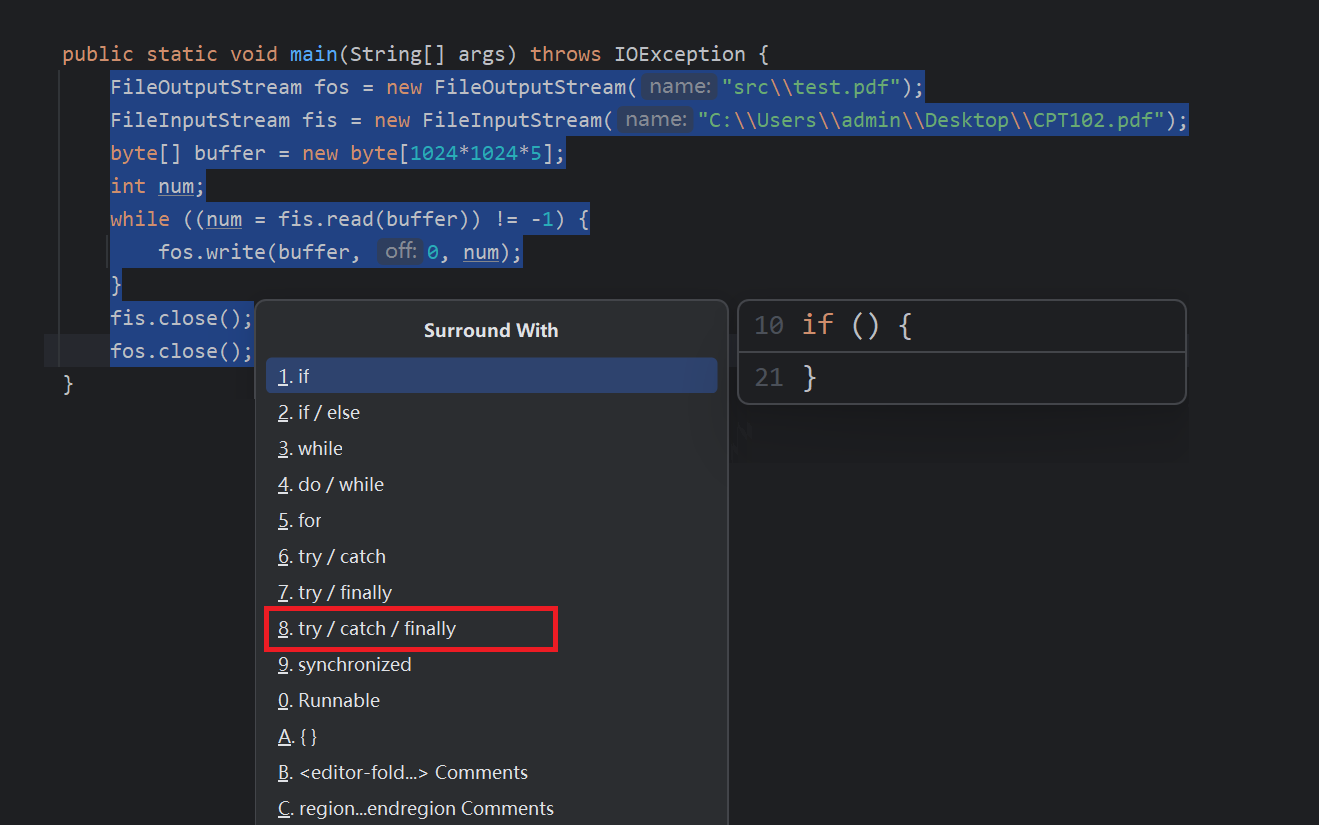 public static void main(String[] args) throws IOException {
FileOutputStream fos = new FileOutputStream( name: "src\\test.pdf");
FileInputStream fis = new FileInputStream( name: "C:\\Users\\admin\\Desktop\\CPT102.pdf");
byte[] buffer = new byte[1024*1024*5];
int num;
while ((num = fis.read(buffer)) != -1) {
fos.write(buffer, off: 0, num);
}
fis.close();
fos.close();
}
Surround With
1. if
2. if / else
3. while
4. do / while
5. for
6. try / catch
7. try / finally
8. try / catch / finally
9. synchronized
0. Runnable
A. { }
B. <editor-fold...> Comments
C. region...endregion Comments
10 if () {
21 }